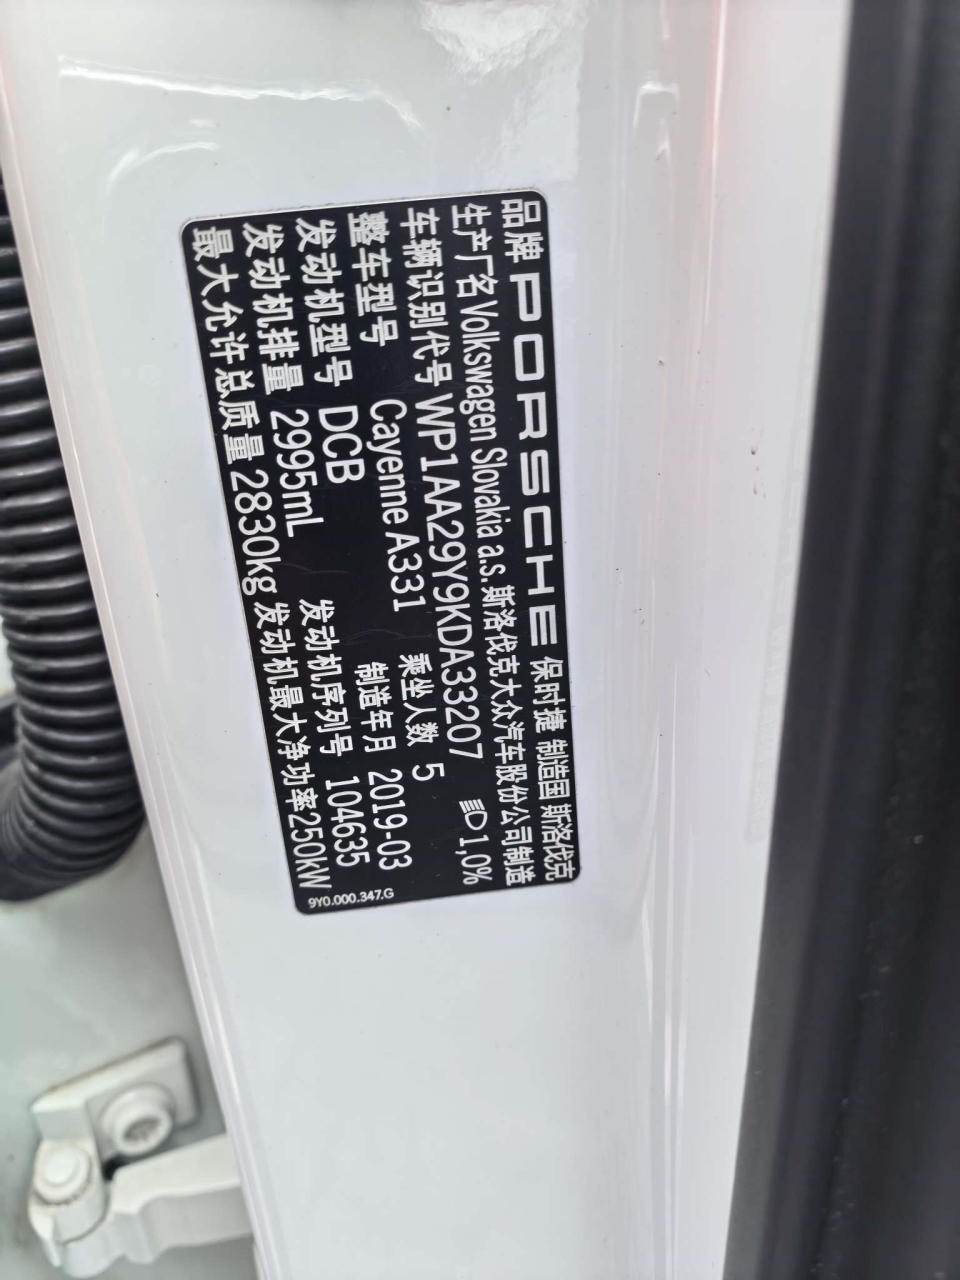 品牌 PORSCHE 保时捷 制造国 斯洛伐克
生产厂名 Volkswagen Slovakia a.s. 斯洛伐克大众汽车股份公司制造
车辆识别代号 WP1AA29Y9KDA33207 1,0%
整车型号 Cayenne A331 乘坐人数 5
发动机型号 DCB 制造年月 2019-03
发动机排量 2995mL 发动机序列号 104635
最大允许总质量 2830kg 发动机最大净功率250kW
9Y0.000.347.G